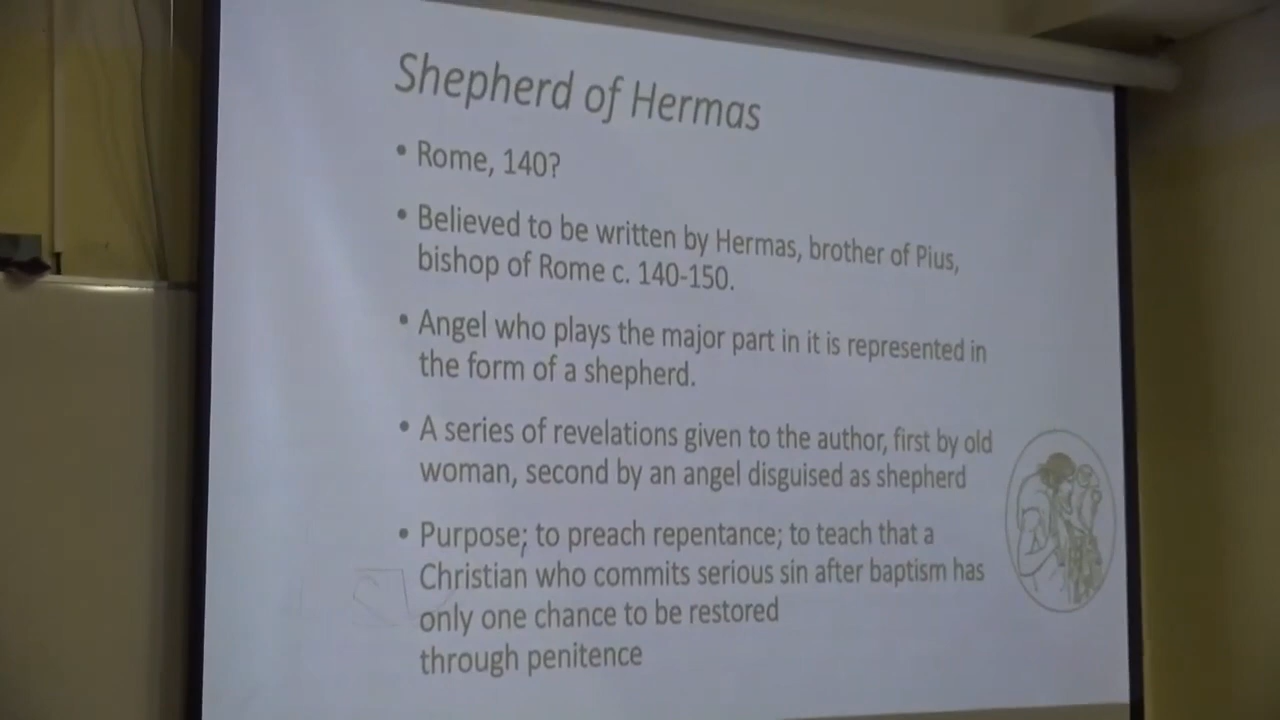 Shepherd of Hermas
• Rome, 140?
• Believed to be written by Hermas, brother of Pius,
bishop of Rome c. 140-150.
• Angel who plays the major part in it is represented in
the form of a shepherd.
• A series of revelations given to the author, first by old
woman, second by an angel disguised as shepherd
• Purpose; to preach repentance; to teach that a
Christian who commits serious sin after baptism has
only one chance to be restored
through penitence